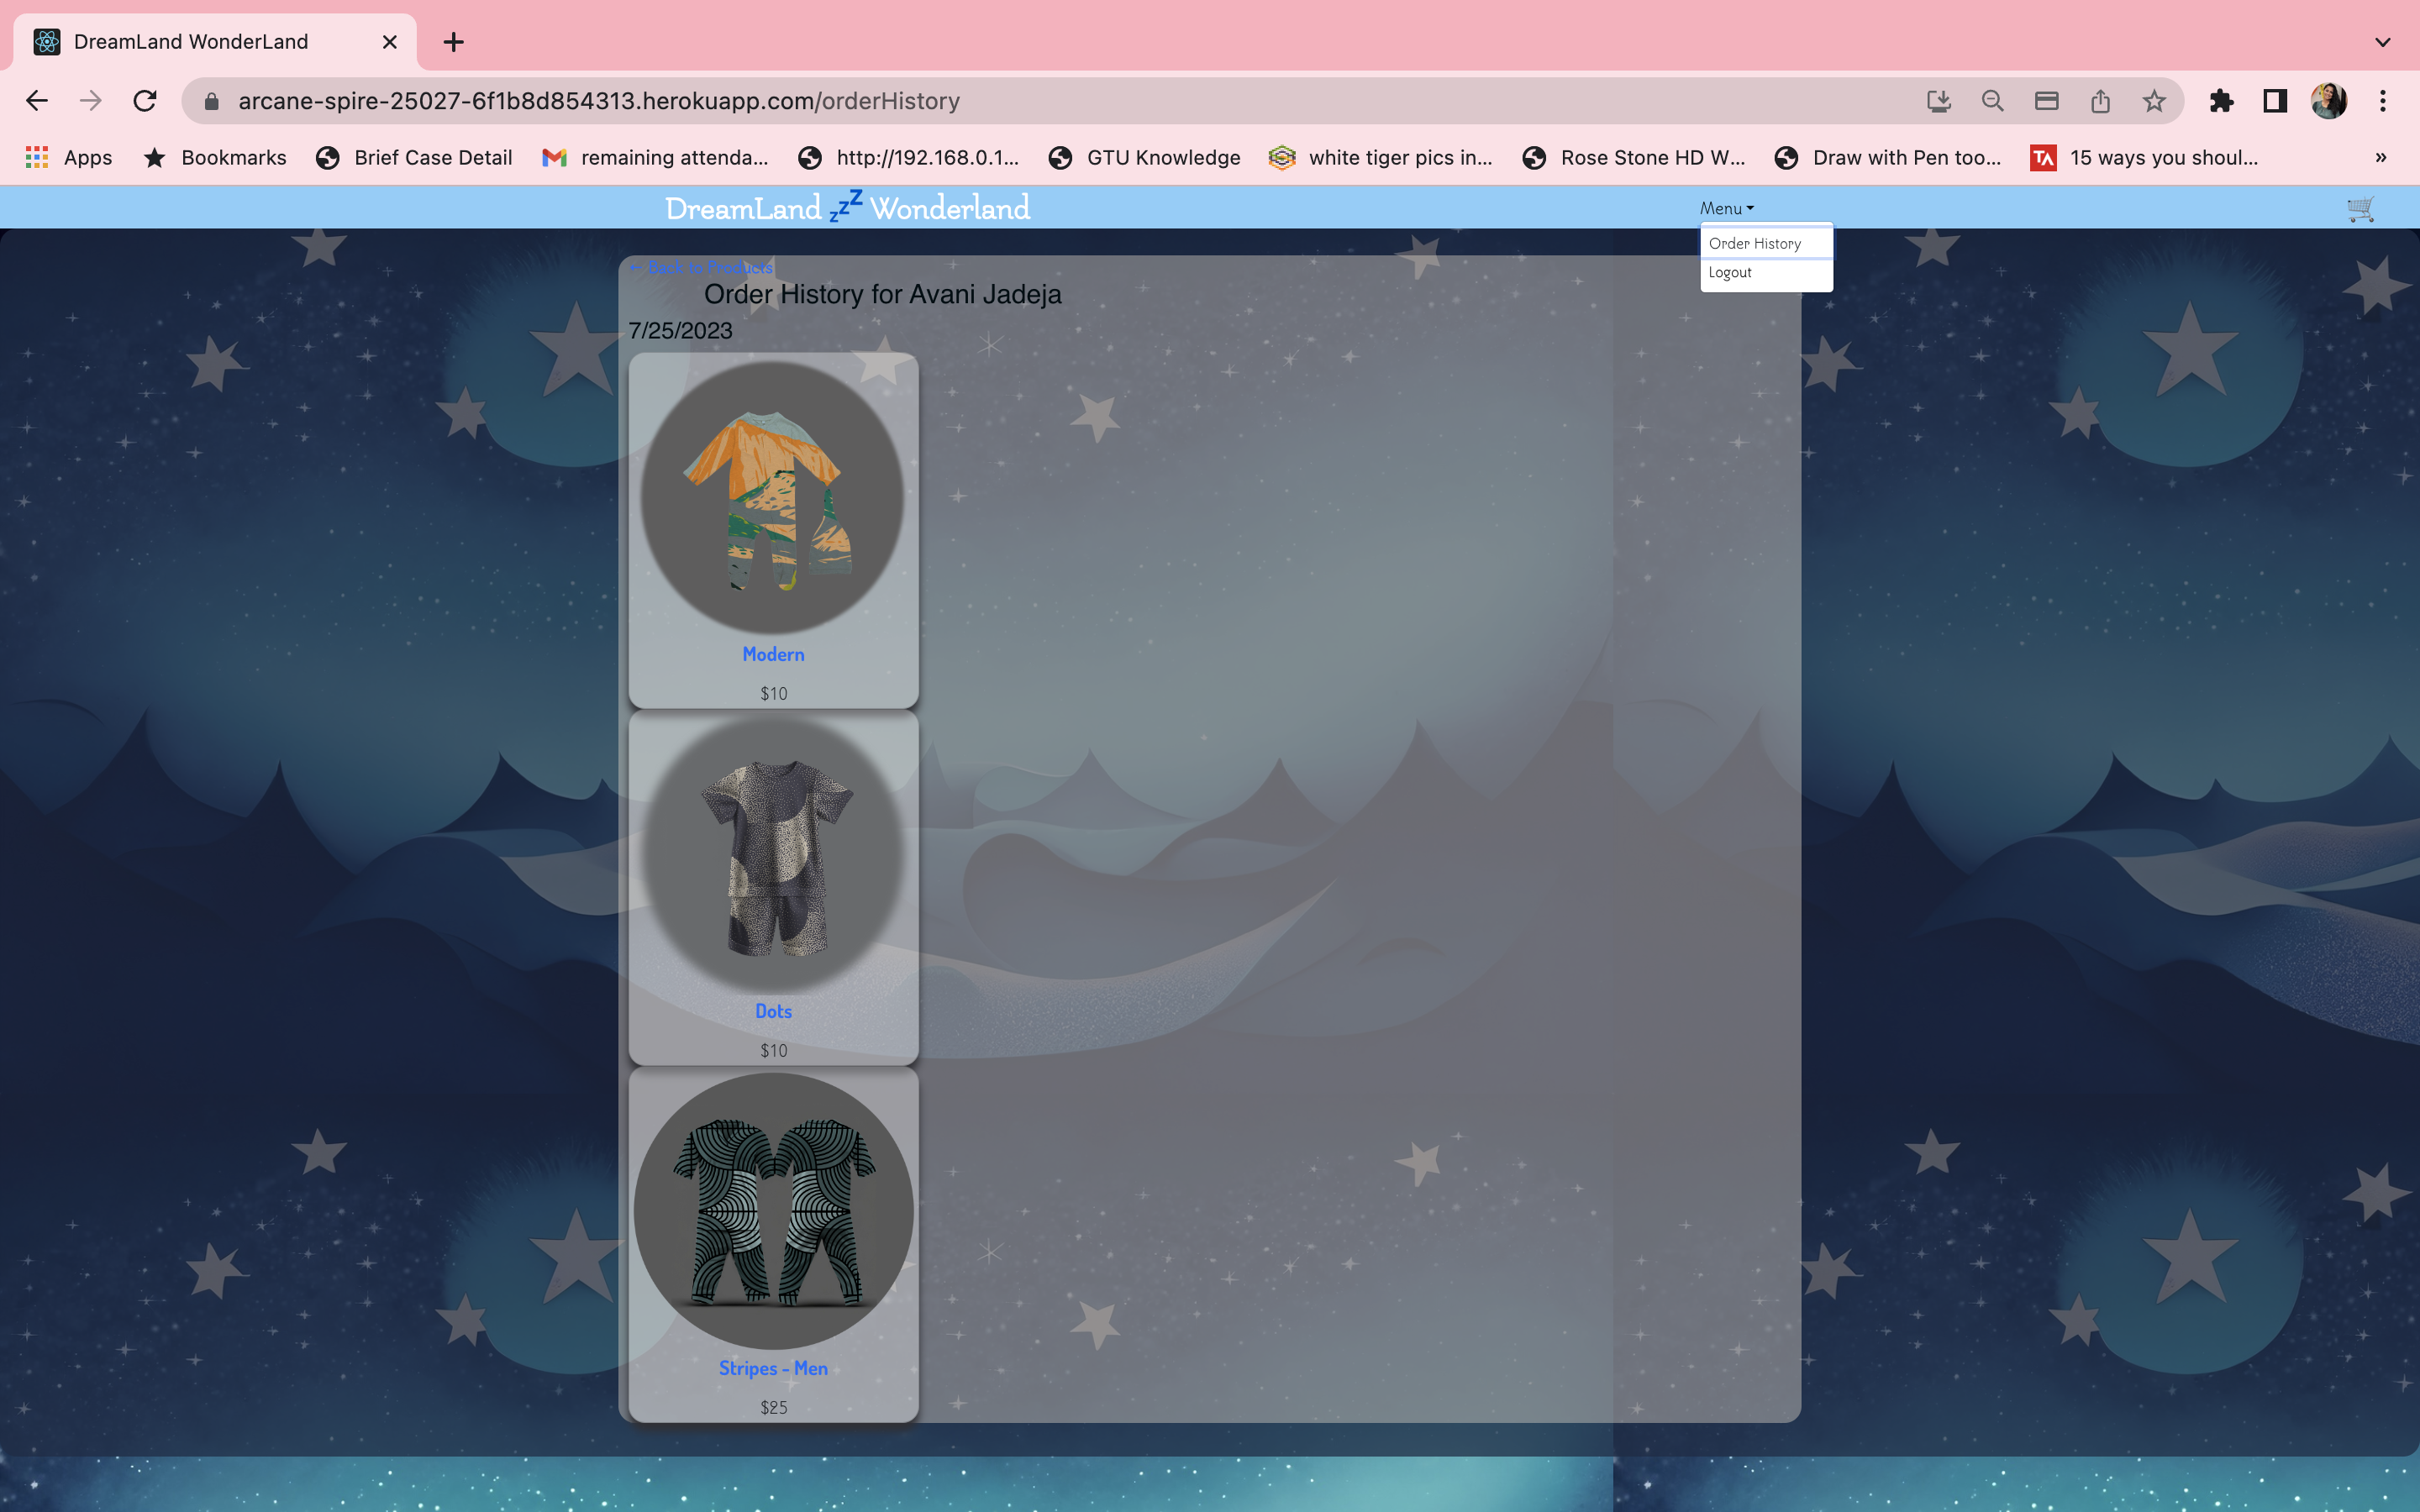 DreamLand WonderLand
arcane-spire-25027-6f1b8d854313.herokuapp.com/orderHistory
Apps Bookmarks Brief Case Detail remaining attenda... http://192.168.0.1... GTU Knowledge white tiger pics in... Rose Stone HD W... Draw with Pen too... TA 15 ways you shoul... »
DreamLand zzZ Wonderland Menu
Order History
Logout
← Back to Products
Order History for Avani Jadeja
7/25/2023
Modern
$10
Dots
$10
Stripes - Men
$25